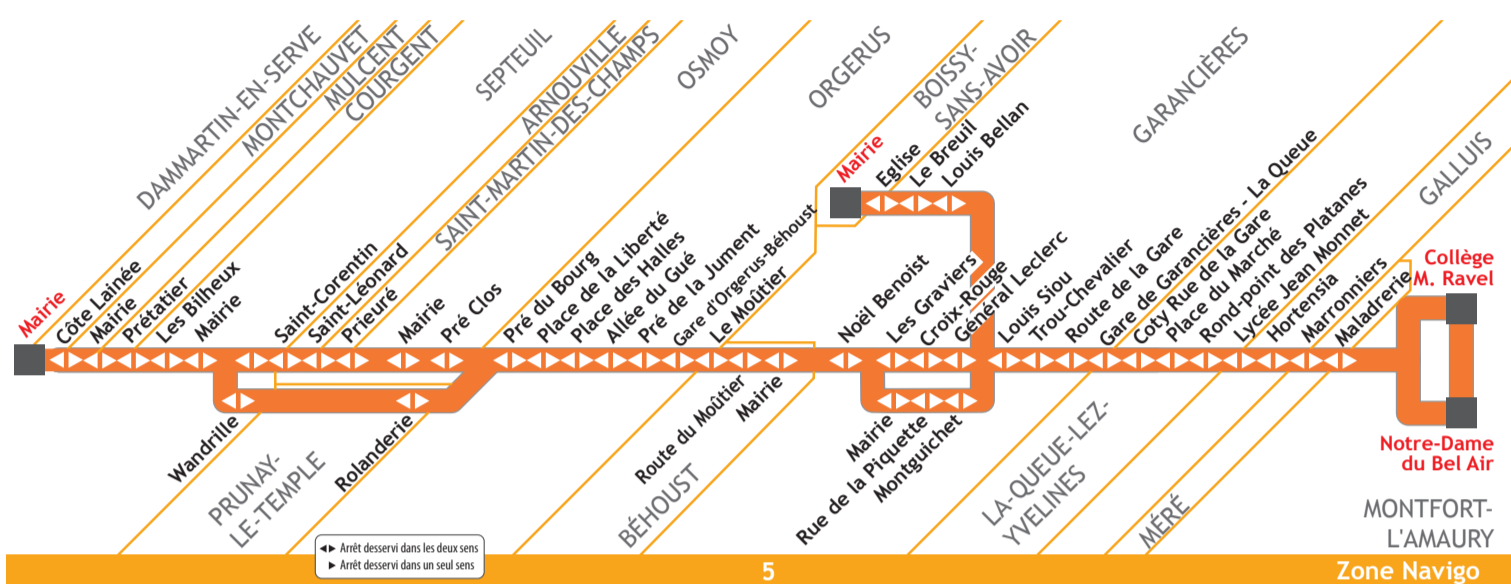 DAMMARTIN-EN-SERVE
MONTCHAUVET
MULCENT
COURGENT
SEPTEUIL
ARNOUVILLE
SAINT-MARTIN-DES-CHAMPS
OSMOY
ORGERUS
BOISSY-
SANS-AVOIR
GARANCIÈRES
GALLUIS
Mairie
Côte Lainée
Mairie
Prétatier
Les Bilheux
Mairie
Saint-Corentin
Saint-Léonard
Prieuré
Mairie
Pré Clos
Pré du Bourg
Place de la Liberté
Place des Halles
Allée du Gué
Pré de la Jument
Gare d'Orgerus-Béhoust
Le Moûtier
Mairie
Eglise
Le Breuil
Louis Bellan
Noël Benoist
Les Graviers
Croix-Rouge
Général Leclerc
Louis Siou
Trou-Chevalier
Route de la Gare
Gare de Garancières - La Queue
Coty Rue de la Gare
Place du Marché
Rond-point des Platanes
Lycée Jean Monnet
Hortensia
Marronniers
Maladrerie
Collège
M. Ravel
Wandrille
Rolanderie
Route du Moûtier
Mairie
Mairie
Rue de la Piquette
Montguichet
Notre-Dame
du Bel Air
PRUNAY-
LE-TEMPLE
BÉHOUST
LA-QUEUE-LEZ-
YVELINES
MÉRÉ
MONTFORT-
L'AMAURY
Arrêt desservi dans les deux sens
Arrêt desservi dans un seul sens
5
Zone Navigo